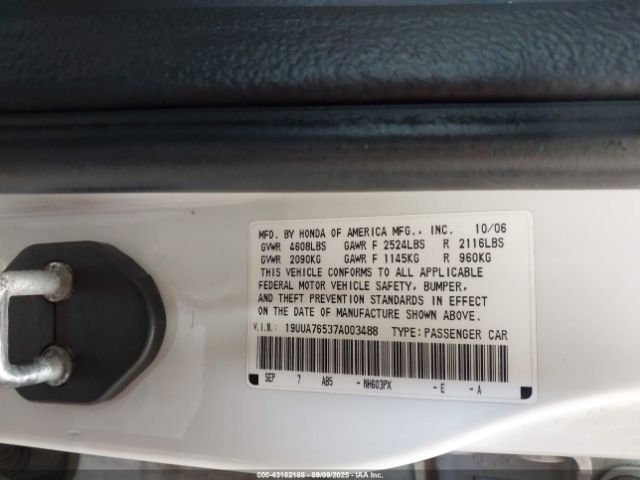 MFD. BY HONDA OF AMERICA MFG., INC. 10/06
GVWR 4608LBS GAWR F 2524LBS R 2116LBS
GVWR 2090KG GAWR F 1145KG R 960KG
THIS VEHICLE CONFORMS TO ALL APPLICABLE
FEDERAL MOTOR VEHICLE SAFETY, BUMPER,
AND THEFT PREVENTION STANDARDS IN EFFECT
ON THE DATE OF MANUFACTURE SHOWN ABOVE.
V.I.N.: 19UUA76537A003488 TYPE: PASSENGER CAR
SEP 7 AB5 - NH603PX - E - A
000-43182188 - 09/09/2025 - IAA Inc.